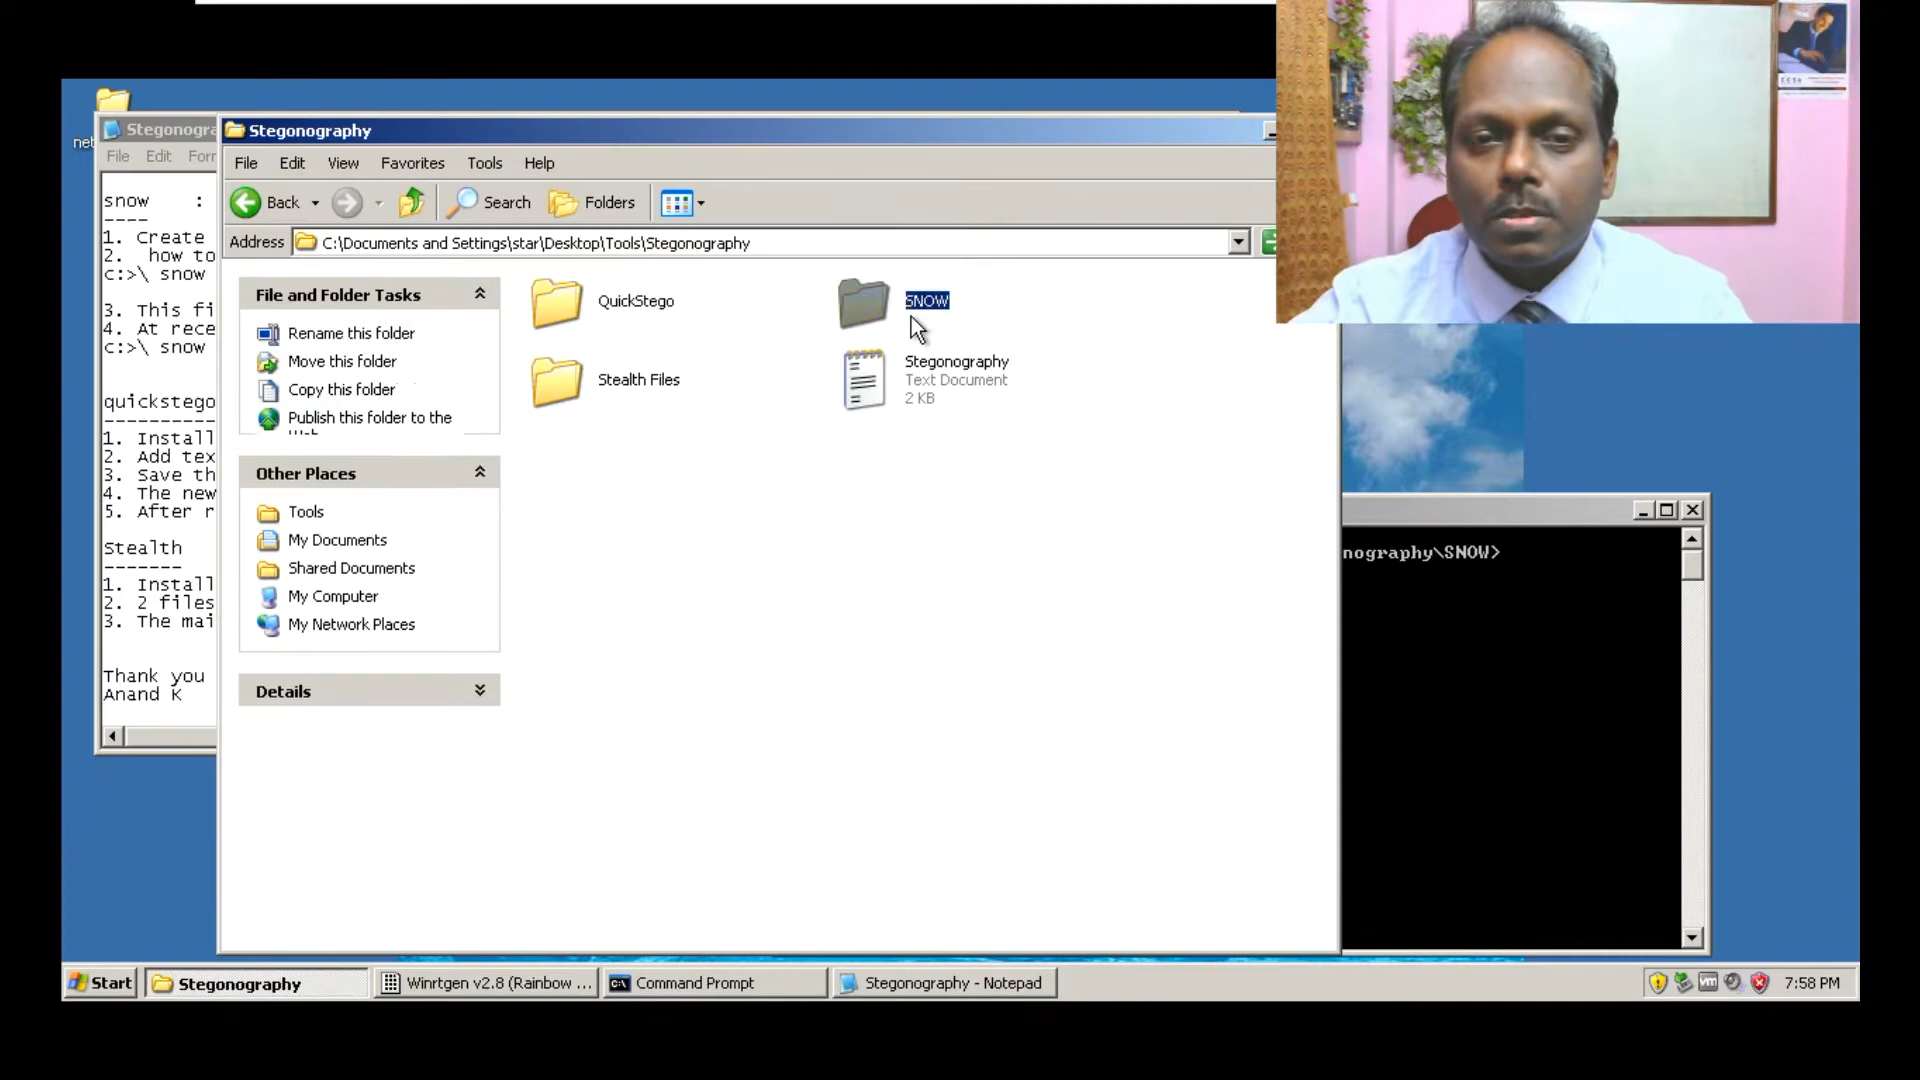 net
Stegonogra
File Edit For
snow :
----
1. Create
2. how to
c:>\ snow
3. This fi
4. At rece
c:>\ snow
quickstego
----------
1. Install
2. Add tex
3. Save th
4. The new
5. After r
Stealth
-------
1. Install
2. 2 files
3. The mai
Thank you
Anand K
Stegonography
File Edit View Favorites Tools Help
Back Search Folders
Address C:\Documents and Settings\star\Desktop\Tools\Stegonography
File and Folder Tasks
Rename this folder
Move this folder
Copy this folder
Publish this folder to the
Other Places
Tools
My Documents
Shared Documents
My Computer
My Network Places
Details
QuickStego
SNOW
Stealth Files
Stegonography
Text Document
2 KB
nography\SNOW>
Start Stegonography Winrtgen v2.8 (Rainbow ... Command Prompt Stegonography - Notepad 7:58 PM